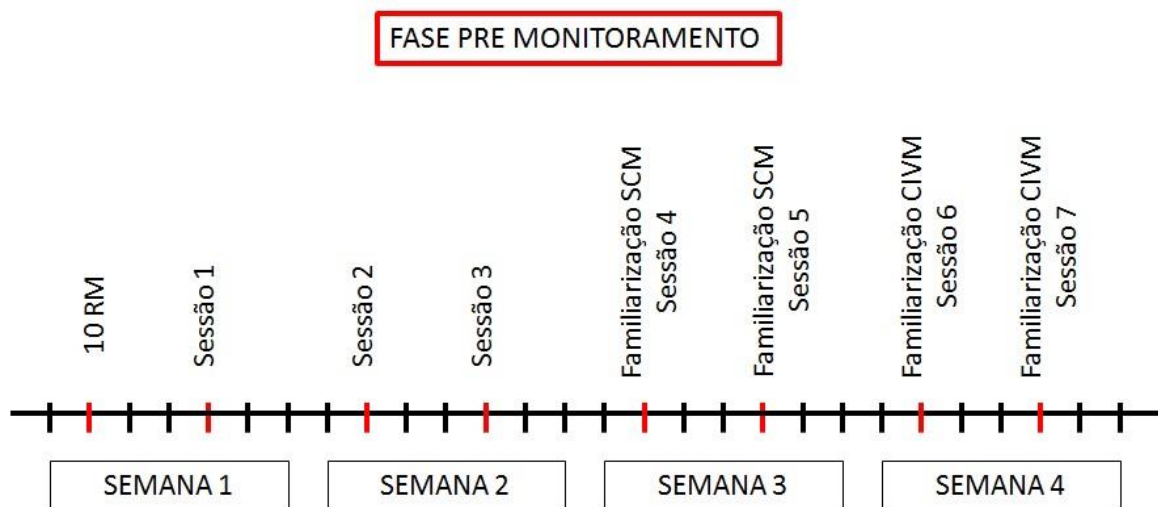 FASE PRE MONITORAMENTO
10 RM
Sessão 1
Sessão 2
Sessão 3
Familiarização SCM
Sessão 4
Familiarização SCM
Sessão 5
Familiarização CIVM
Sessão 6
Familiarização CIVM
Sessão 7
SEMANA 1
SEMANA 2
SEMANA 3
SEMANA 4